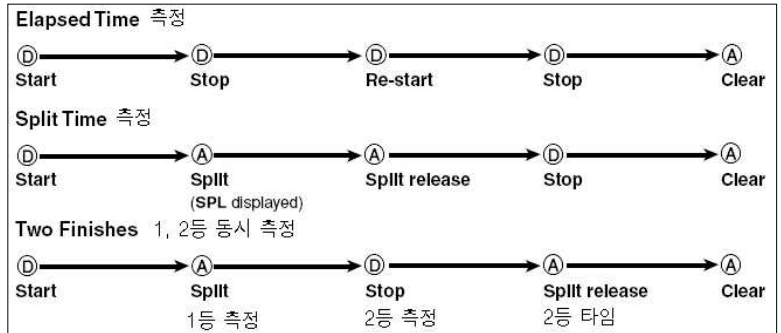 Elapsed Time 측정
Ⓓ Ⓓ Ⓓ Ⓓ Ⓐ
Start Stop Re-start Stop Clear
Split Time 측정
Ⓓ Ⓐ Ⓐ Ⓓ Ⓐ
Start Split Split release Stop Clear
(SPL displayed)
Two Finishes 1, 2등 동시 측정
Ⓓ Ⓐ Ⓓ Ⓐ Ⓐ
Start Split Stop Split release Clear
1등 측정 2등 측정 2등 타임